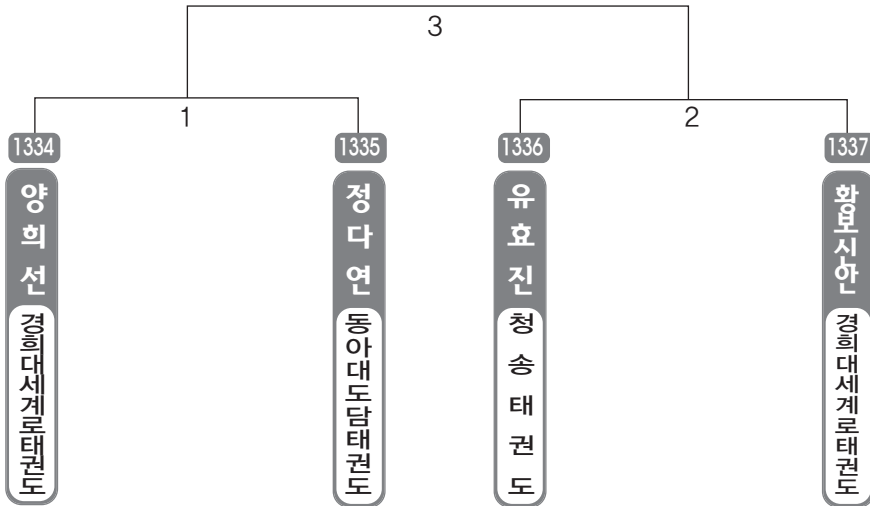 3
1
2
1334
양희선
경희대세계로태권도
1335
정다연
동아대도담태권도
1336
유효진
청송태권도
1337
황보신안
경희대세계로태권도